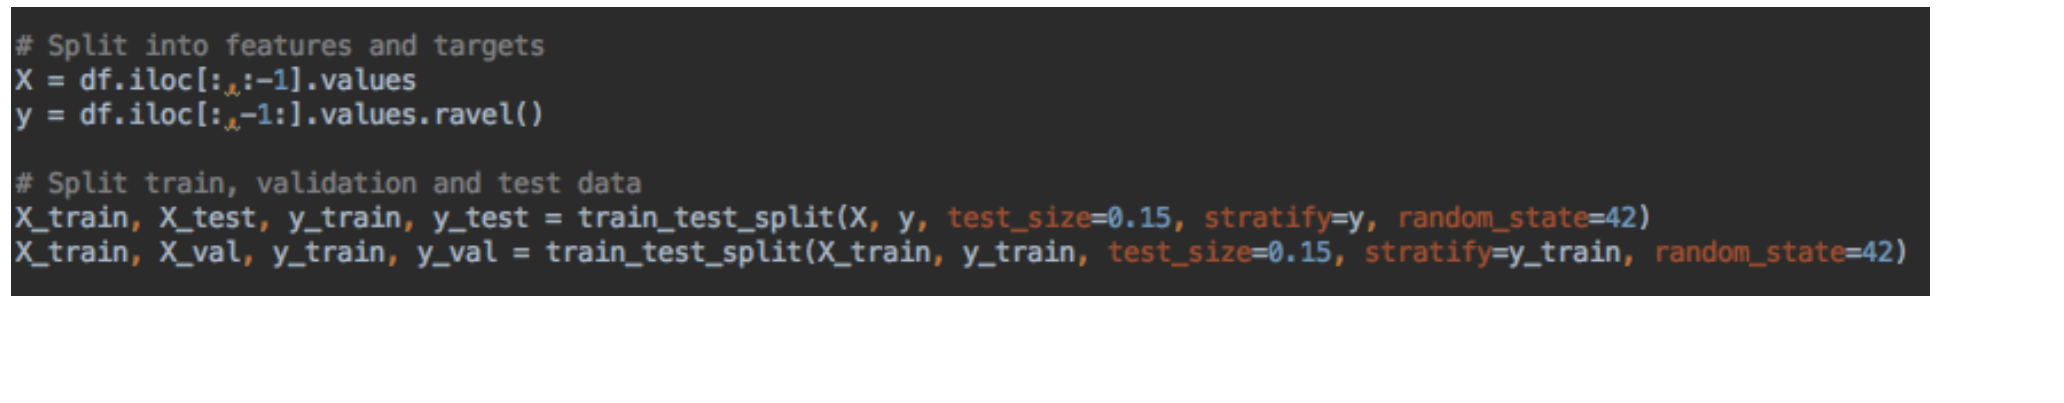 # Split into features and targets
X = df.iloc[:,:-1].values
y = df.iloc[:,-1:].values.ravel()
# Split train, validation and test data
X_train, X_test, y_train, y_test = train_test_split(X, y, test_size=0.15, stratify=y, random_state=42)
X_train, X_val, y_train, y_val = train_test_split(X_train, y_train, test_size=0.15, stratify=y_train, random_state=42)